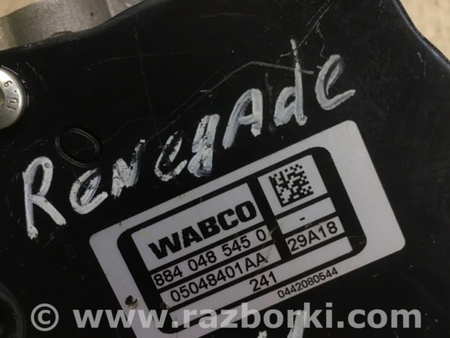 Renegade
WABCO
884 048 545 0 -
05048401AA 29A18
241
0442080544
© www.razborki.com